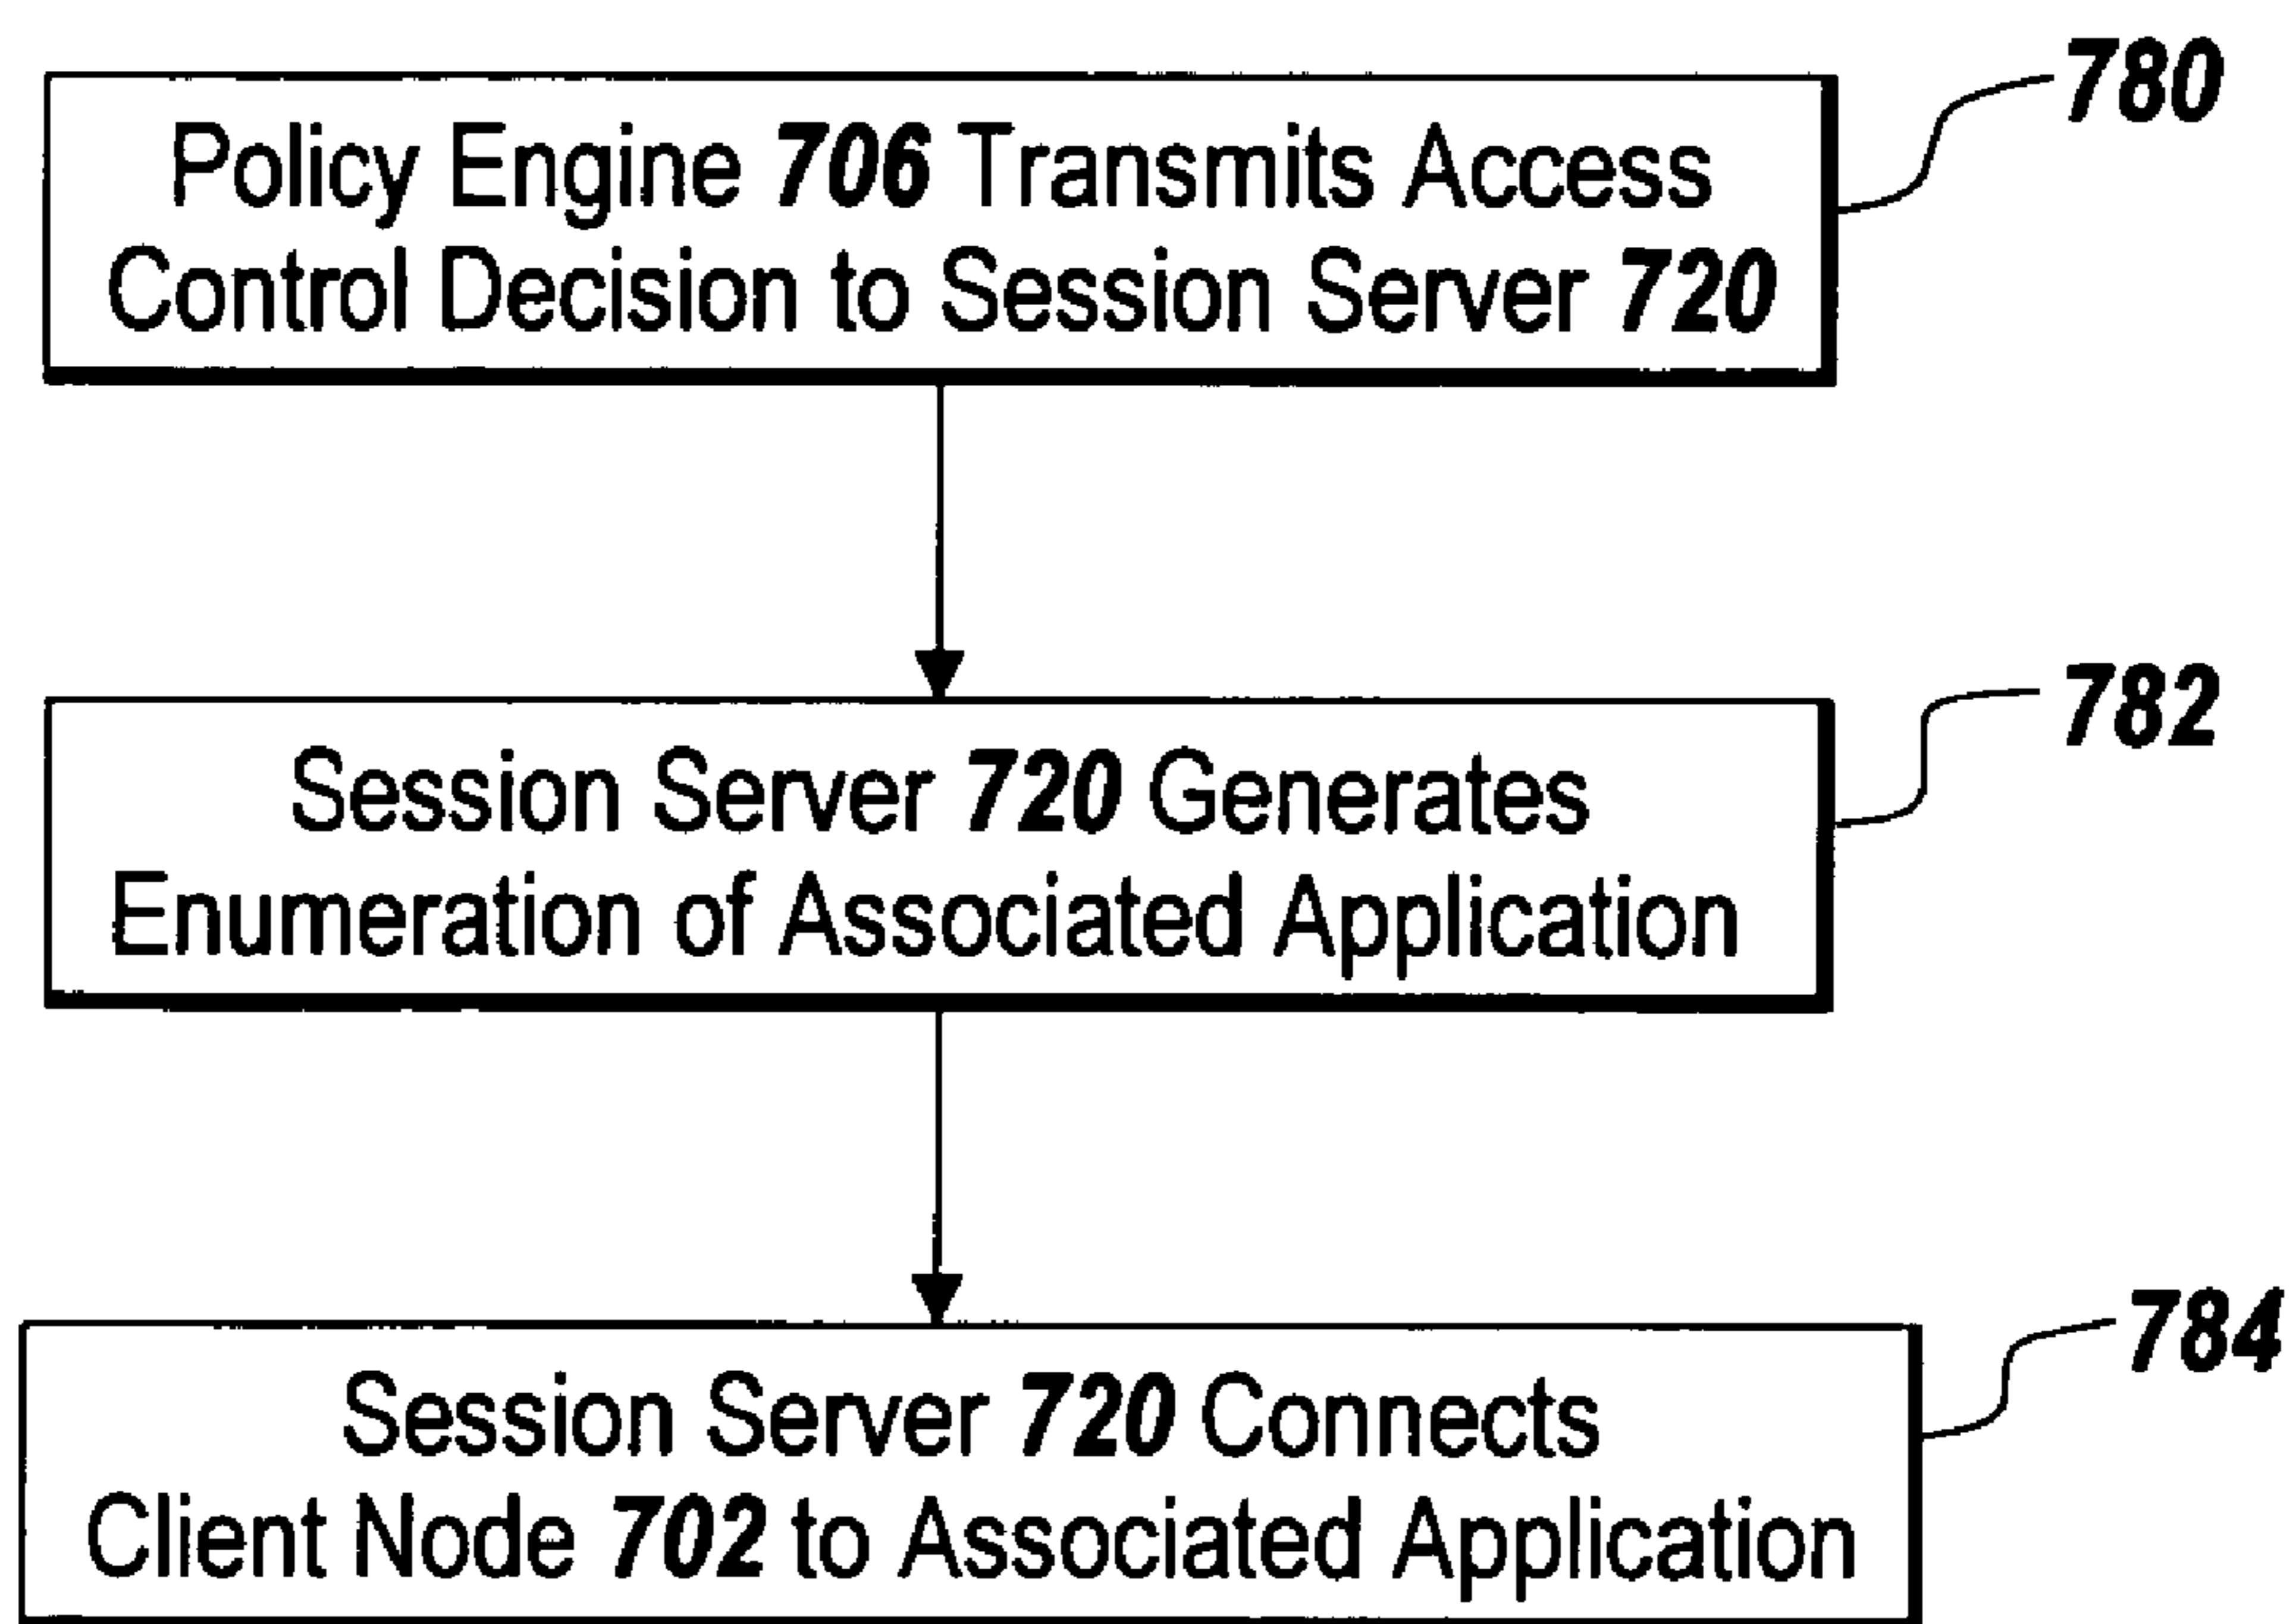 780
Policy Engine 706 Transmits Access
Control Decision to Session Server 720
782
Session Server 720 Generates
Enumeration of Associated Application
784
Session Server 720 Connects
Client Node 702 to Associated Application